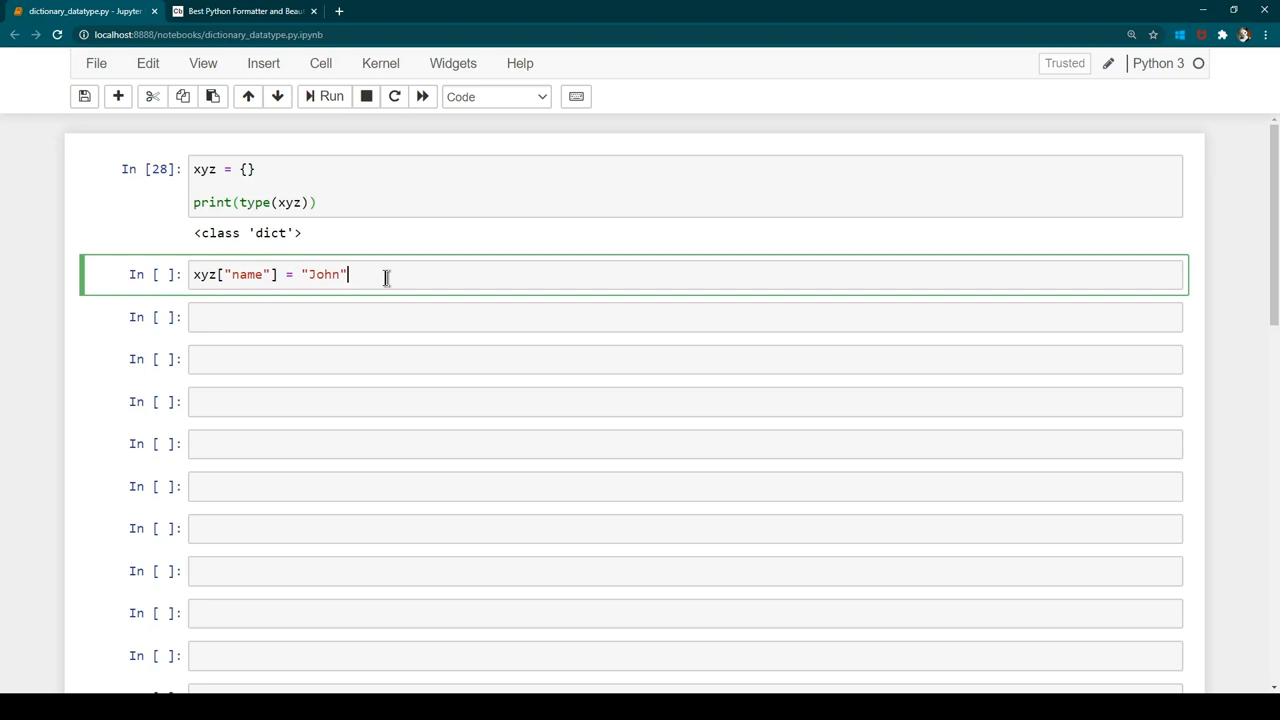 dictionary_datatype.py - Jupyter
Best Python Formatter and Beau
localhost:8888/notebooks/dictionary_datatype.py.ipynb
File Edit View Insert Cell Kernel Widgets Help Trusted Python 3
Run Code
In [28]: xyz = {}
print(type(xyz))
<class 'dict'>
In [ ]: xyz["name"] = "John"
In [ ]:
In [ ]:
In [ ]:
In [ ]:
In [ ]:
In [ ]:
In [ ]:
In [ ]:
In [ ]: